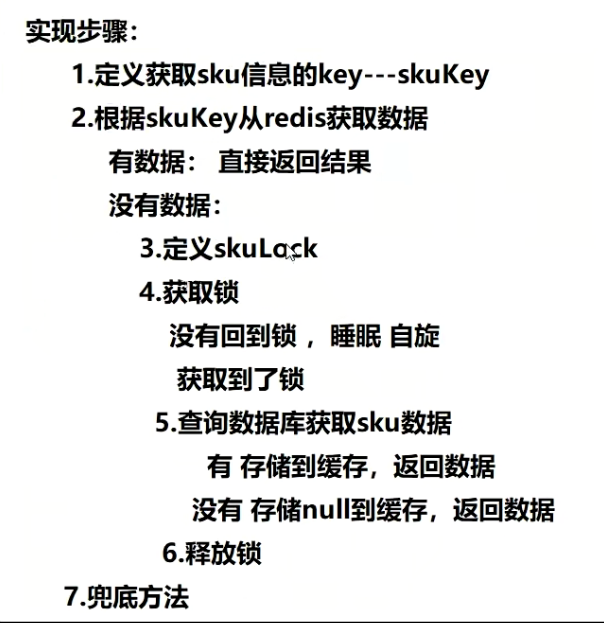 实现步骤：
1.定义获取sku信息的key---skuKey
2.根据skuKey从redis获取数据
有数据： 直接返回结果
没有数据：
3.定义skuLock
4.获取锁
没有回到锁 ，睡眠 自旋
获取到了锁
5.查询数据库获取sku数据
有 存储到缓存，返回数据
没有 存储null到缓存，返回数据
6.释放锁
7.兜底方法